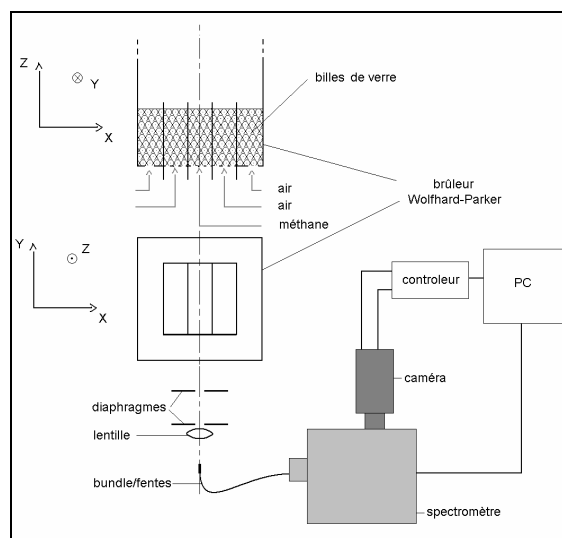 Z
Y
X
billes de verre
air
air
méthane
brûleur
Wolfhard-Parker
Y
Z
X
controleur
PC
caméra
diaphragmes
lentille
bundle/fentes
spectromètre